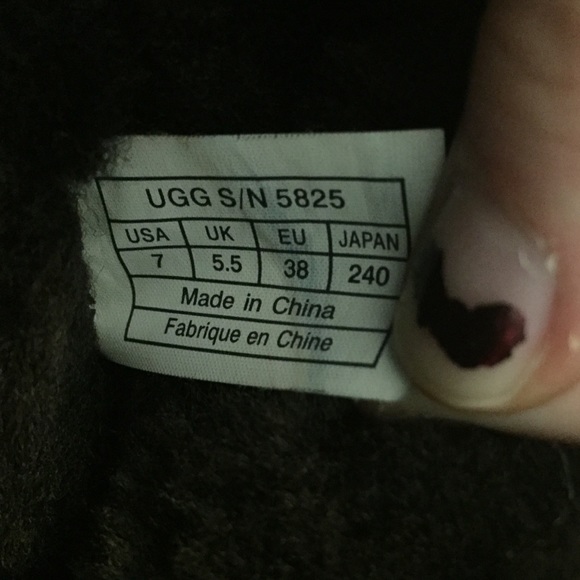 UGG S/N 5825
USA UK EU JAPAN
7 5.5 38 240
Made in China
Fabrique en Chine